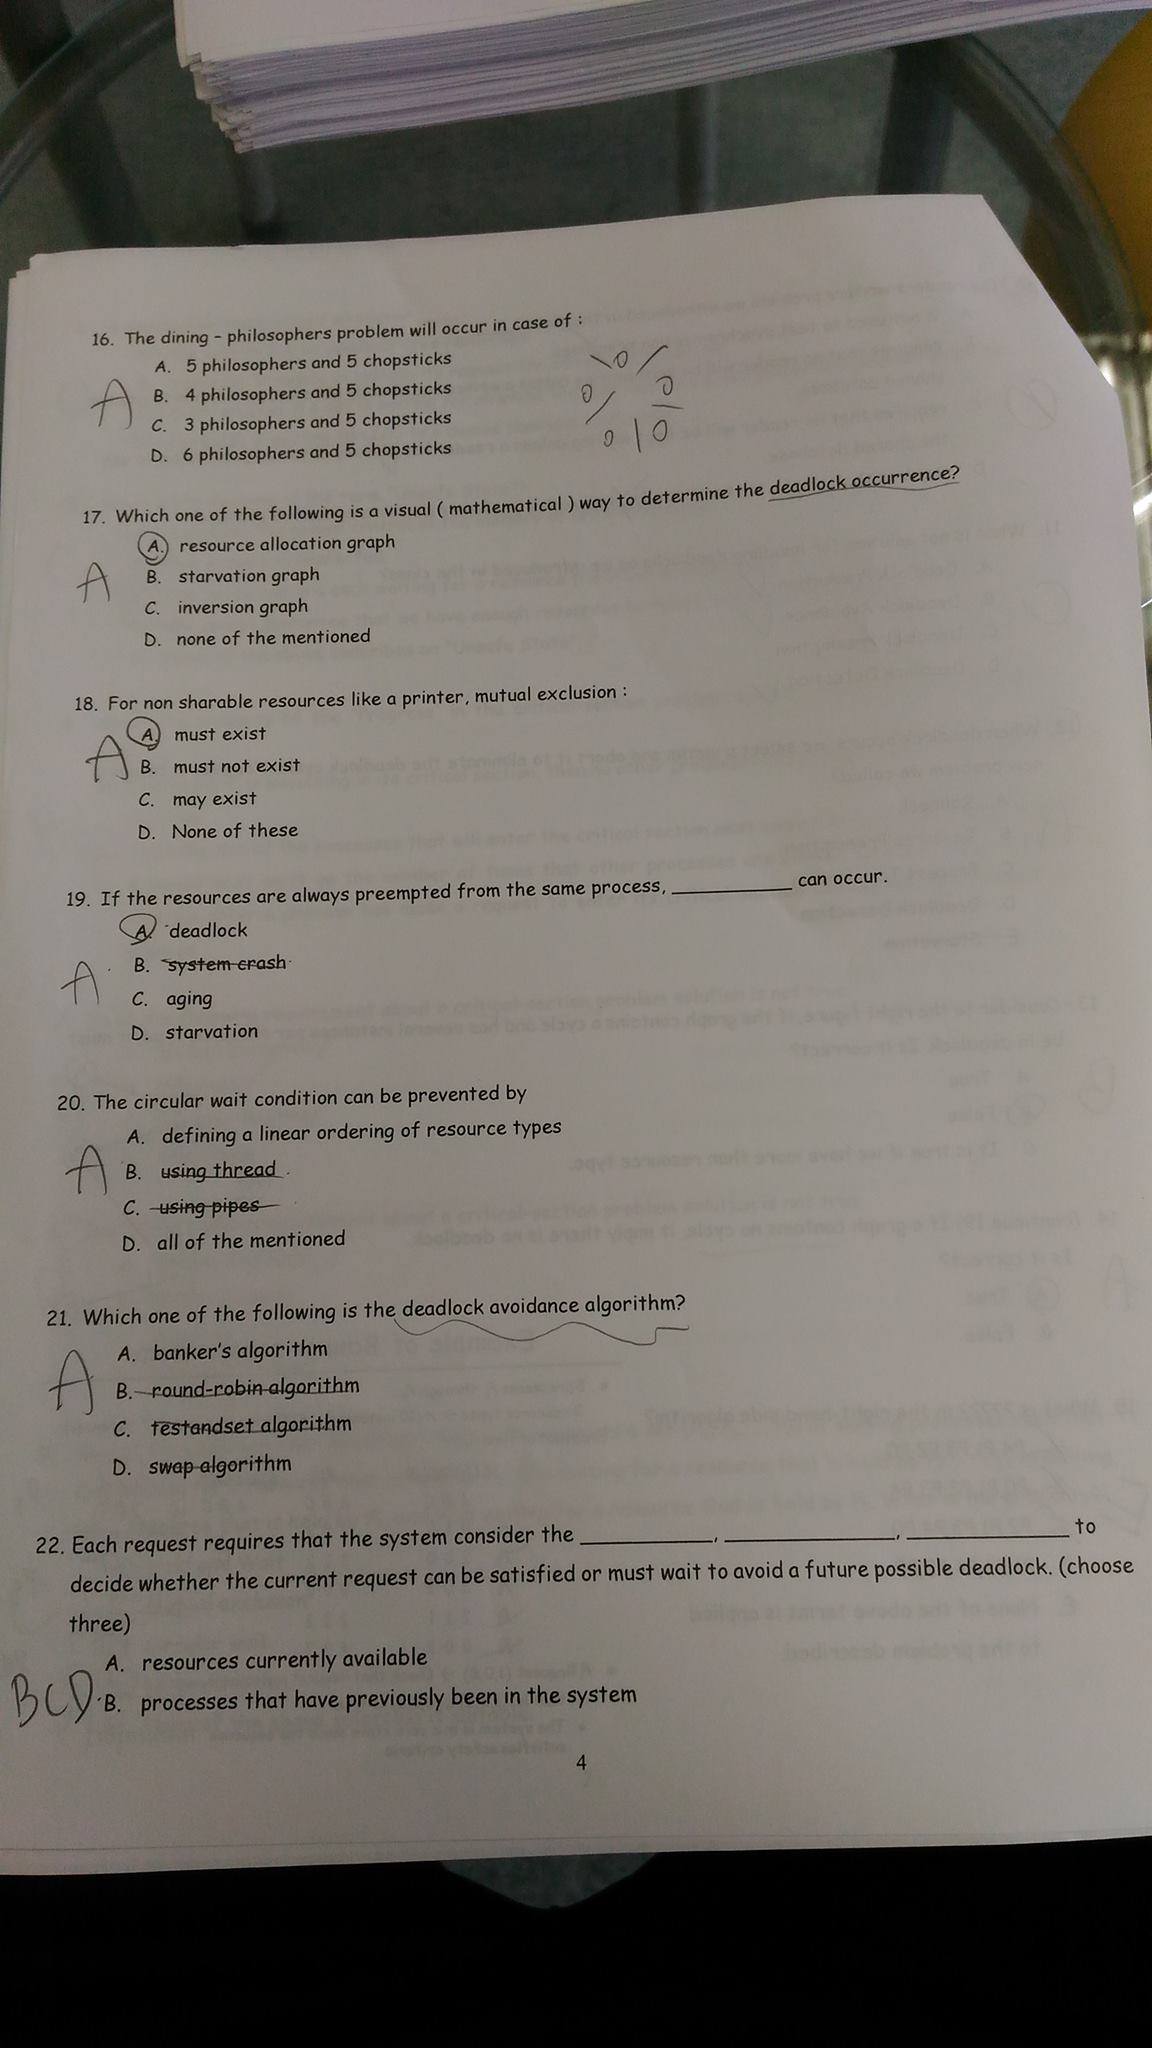 16. The dining - philosophers problem will occur in case of :
A. 5 philosophers and 5 chopsticks
A
B. 4 philosophers and 5 chopsticks
C. 3 philosophers and 5 chopsticks
D. 6 philosophers and 5 chopsticks
17. Which one of the following is a visual ( mathematical ) way to determine the deadlock occurrence?
A. resource allocation graph
A
B. starvation graph
C. inversion graph
D. none of the mentioned
18. For non sharable resources like a printer, mutual exclusion :
A. must exist
A
B. must not exist
C. may exist
D. None of these
19. If the resources are always preempted from the same process, __________ can occur.
A. deadlock
A
B. system crash
C. aging
D. starvation
20. The circular wait condition can be prevented by
A. defining a linear ordering of resource types
A
B. using thread
C. using pipes
D. all of the mentioned
21. Which one of the following is the deadlock avoidance algorithm?
A. banker's algorithm
A
B. round-robin algorithm
C. testandset algorithm
D. swap algorithm
22. Each request requires that the system consider the __________, __________, __________ to
decide whether the current request can be satisfied or must wait to avoid a future possible deadlock. (choose
three)
A. resources currently available
BCD
B. processes that have previously been in the system
4